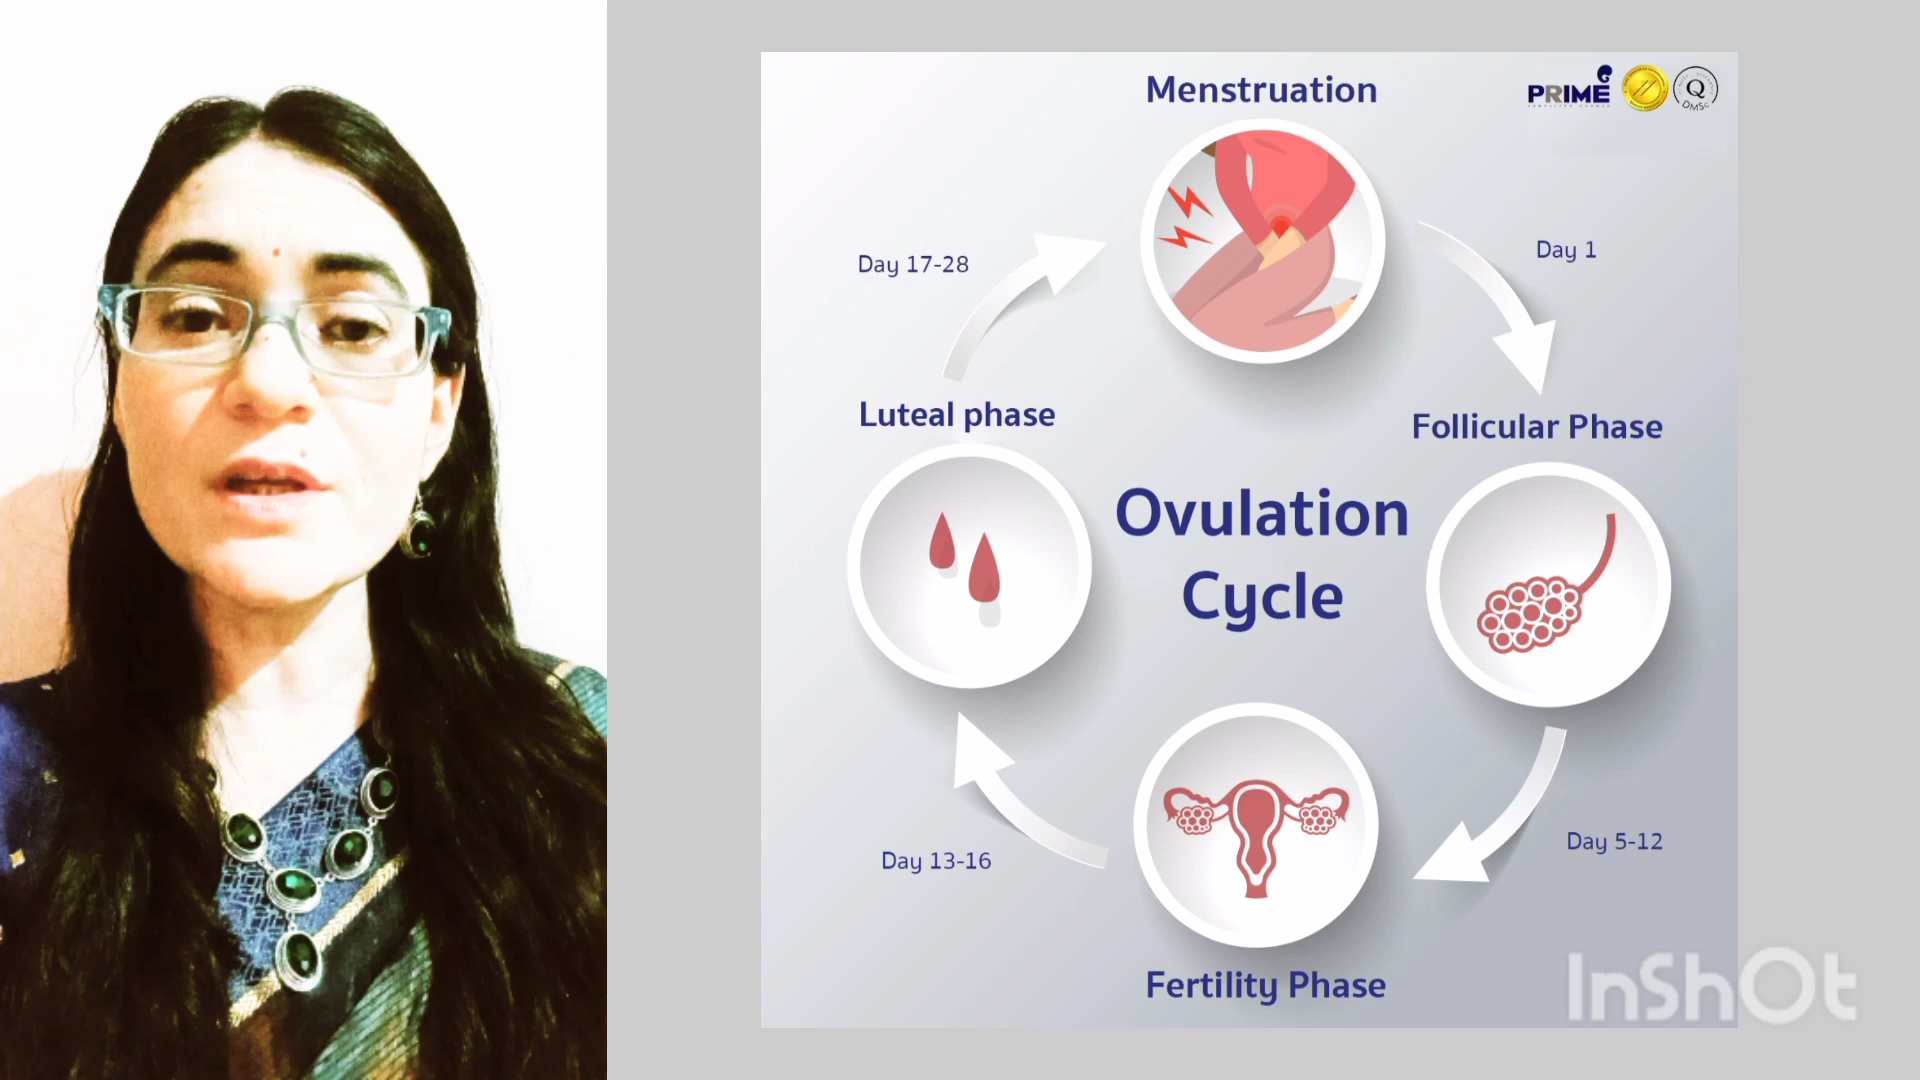 Menstruation
PRIME
Q
DMSc
Day 17-28
Day 1
Luteal phase
Follicular Phase
Ovulation
Cycle
Day 13-16
Day 5-12
Fertility Phase
InShOt